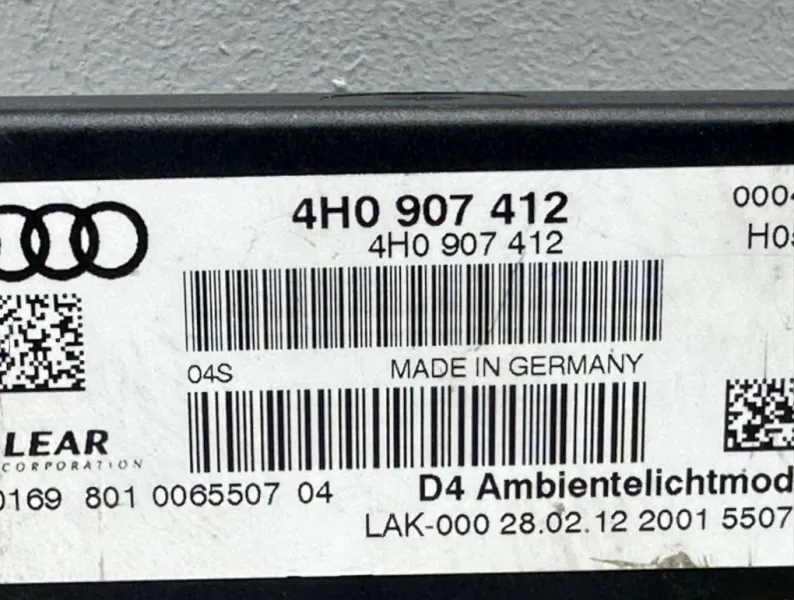 4H0 907 412
0004
4H0 907 412
H05
04S
MADE IN GERMANY
LEAR
CORPORATION
0169 801 0065507 04
D4 Ambientelichtmod
LAK-000 28.02.12 2001 5507